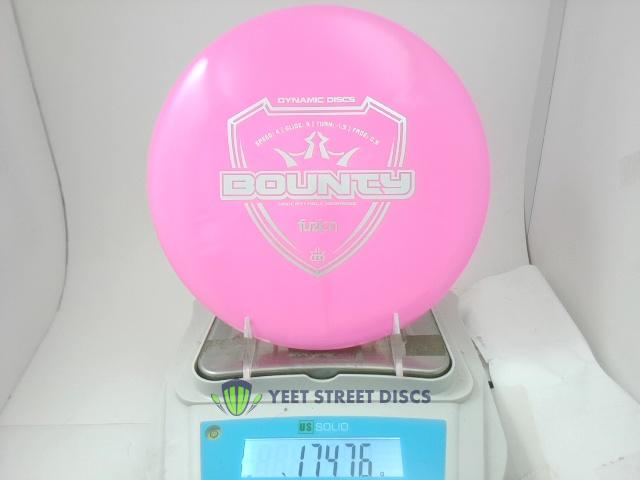 DYNAMIC DISCS
SPEED: 4 | GLIDE: 5 | TURN: -1.5 | FADE: 0.5
BOUNTY
fuzion
YEET STREET DISCS
US SOLID
174.76 g